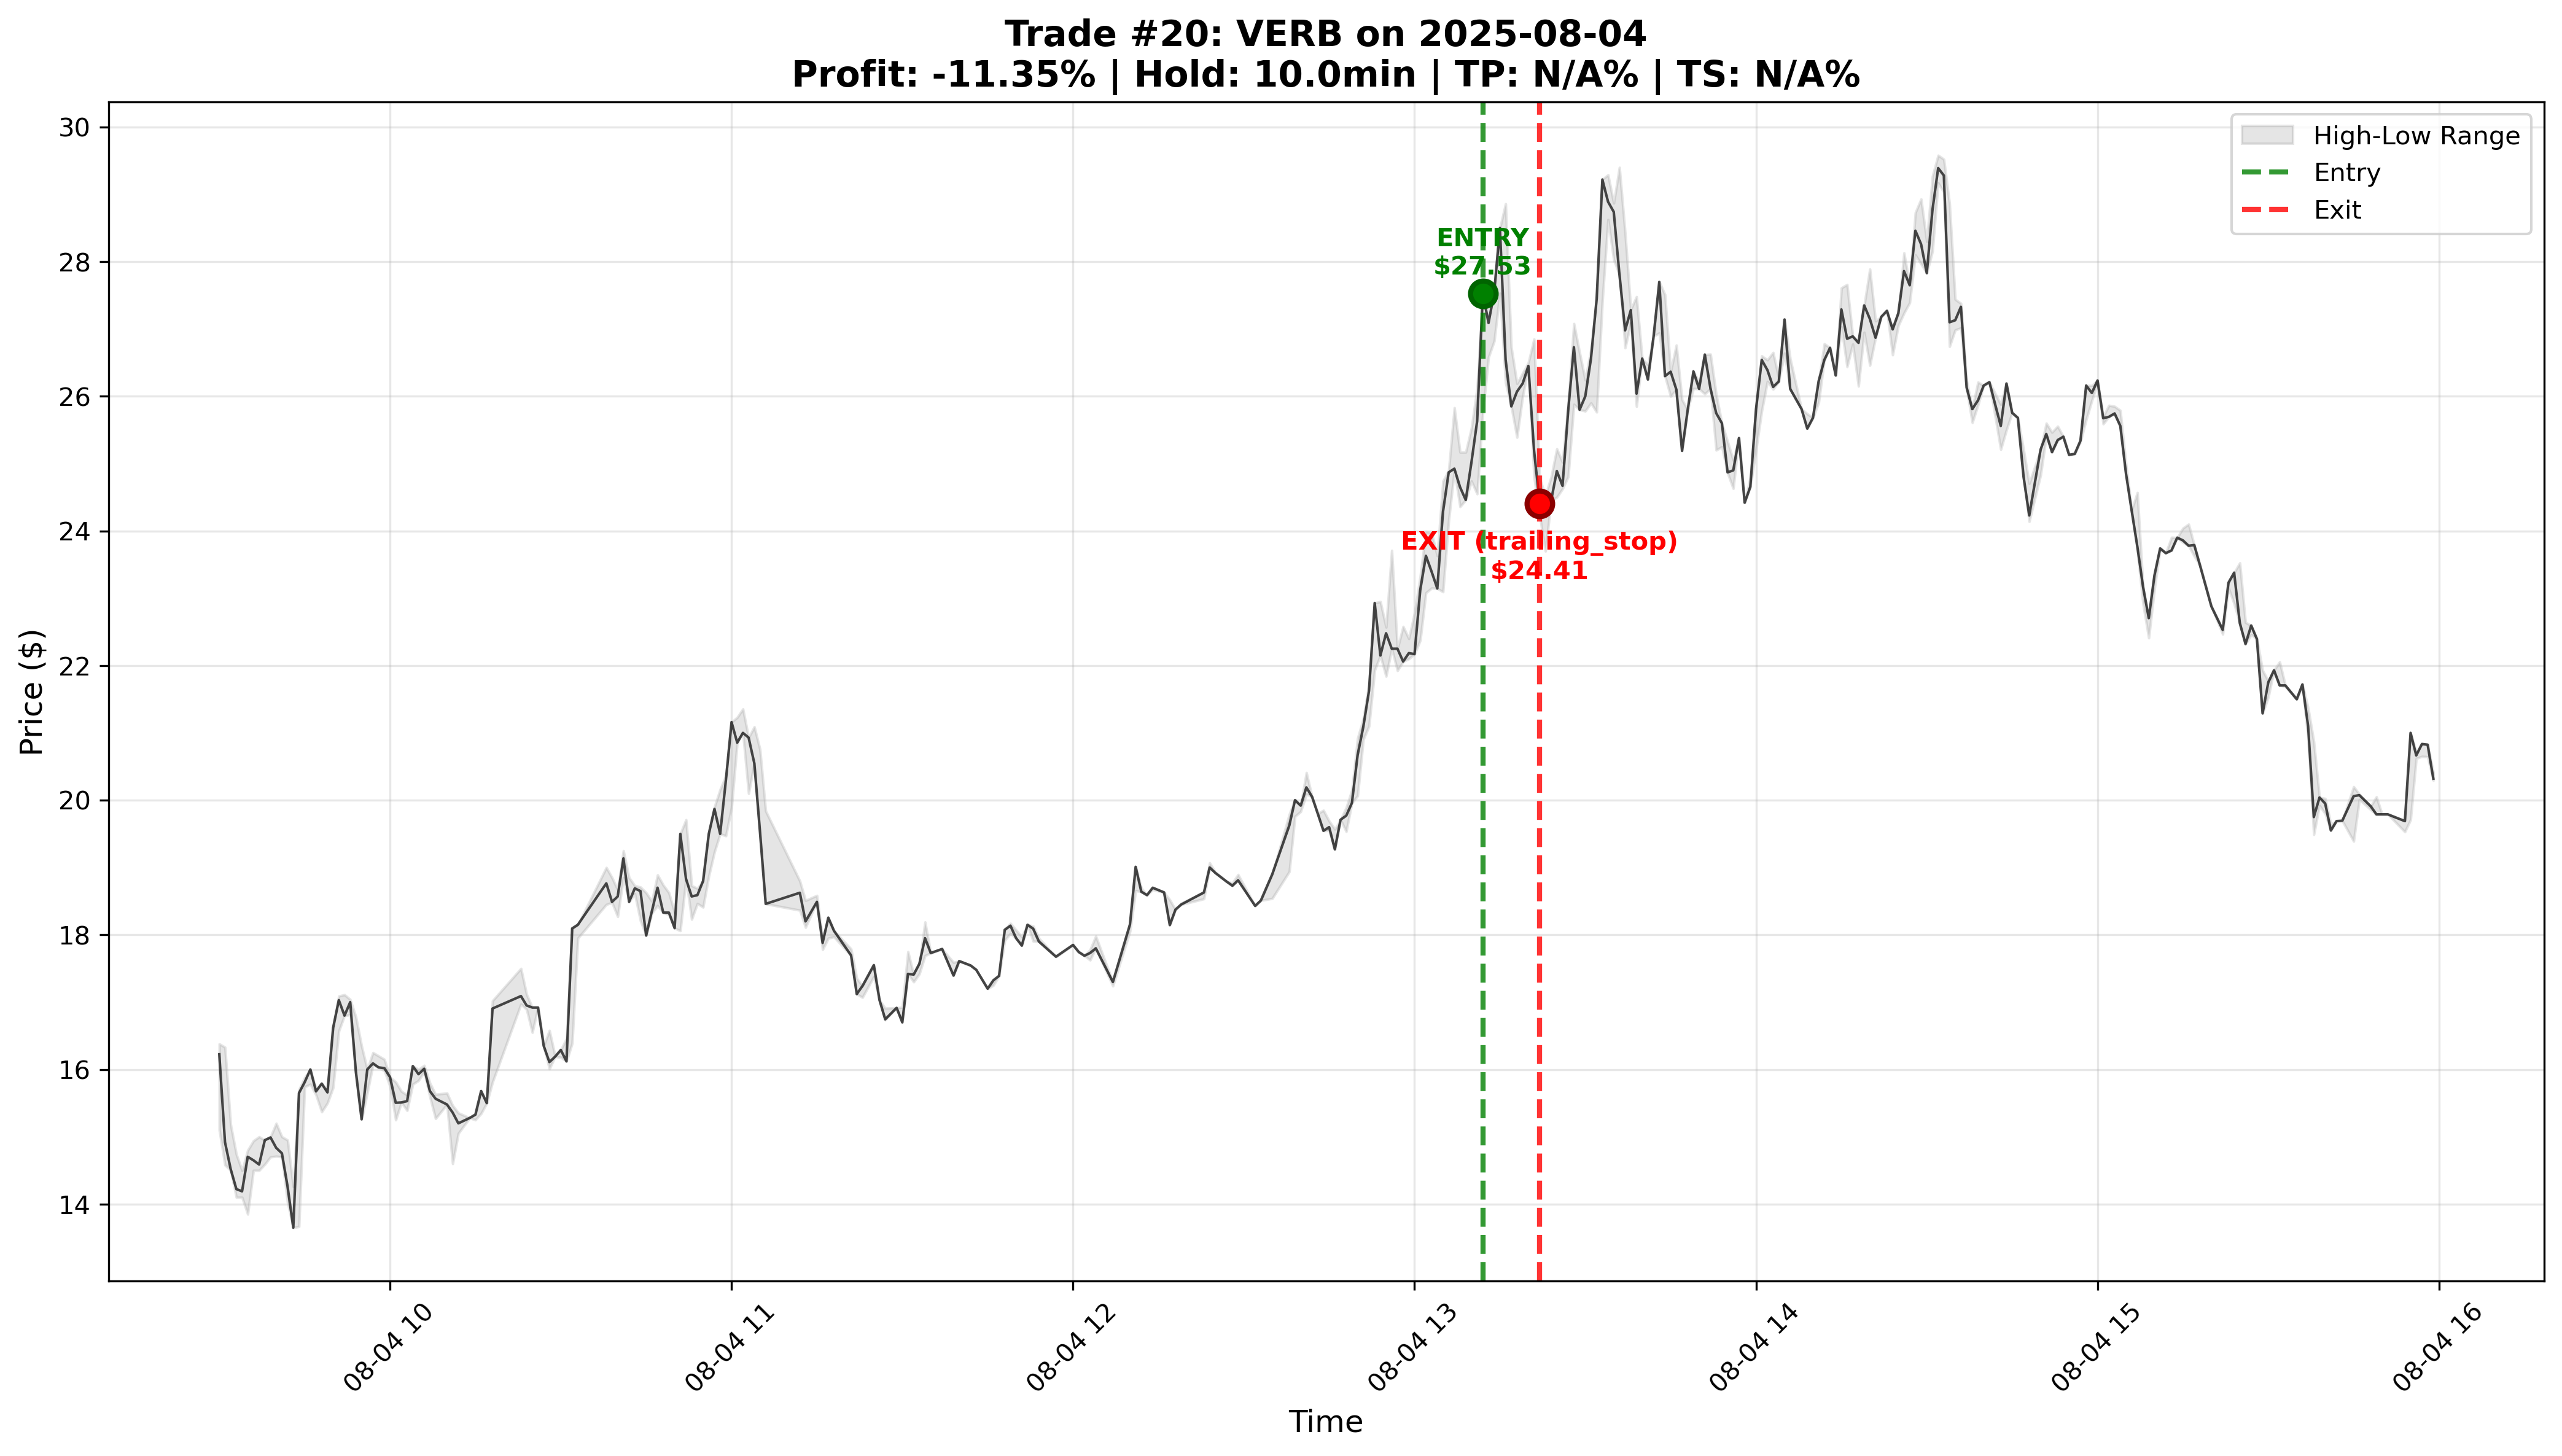 Trade #20: VERB on 2025-08-04
Profit: -11.35% | Hold: 10.0min | TP: N/A% | TS: N/A%
High-Low Range
Entry
Exit
ENTRY
$27.53
EXIT (trailing_stop)
$24.41
Price ($)
30
28
26
24
22
20
18
16
14
08-04 10
08-04 11
08-04 12
08-04 13
08-04 14
08-04 15
08-04 16
Time